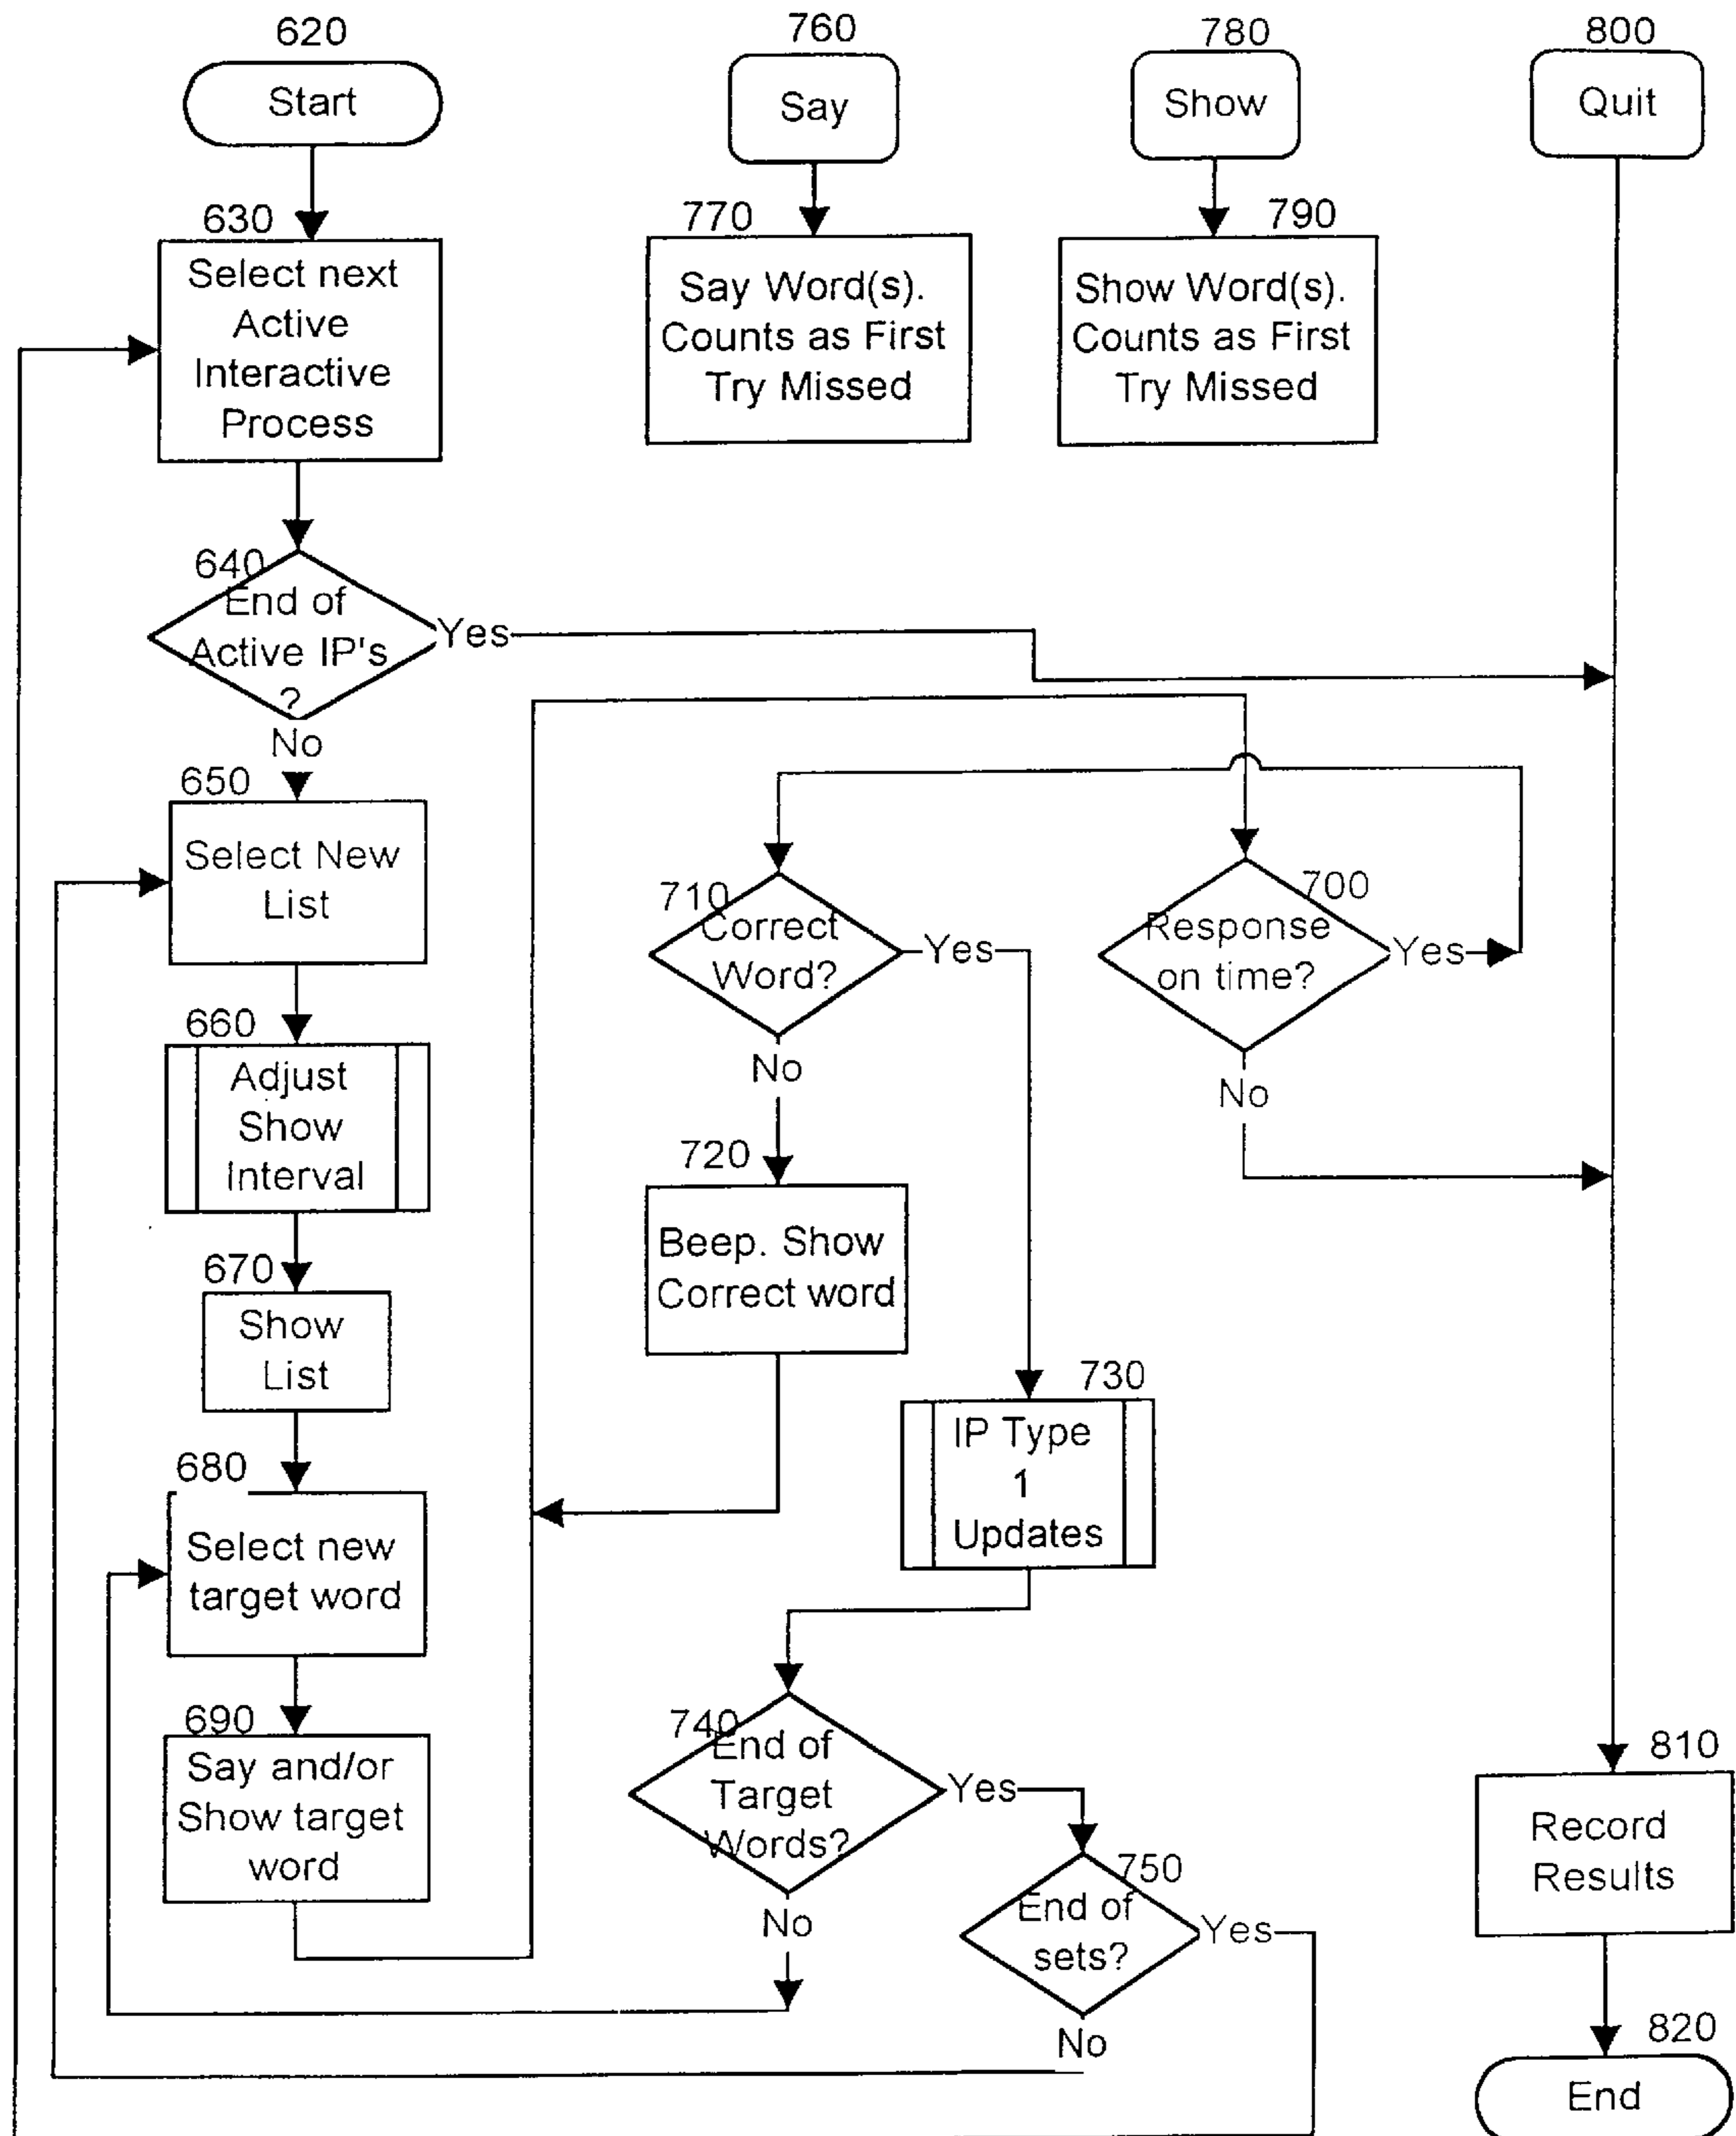 620
Start
760
Say
780
Show
800
Quit
630
Select next
Active
Interactive
Process
770
Say Word(s).
Counts as First
Try Missed
790
Show Word(s).
Counts as First
Try Missed
640
End of
Active IP's
?
Yes
No
650
Select New
List
660
Adjust
Show
Interval
670
Show
List
680
Select new
target word
690
Say and/or
Show target
word
700
Response
on time?
Yes
No
710
Correct
Word?
Yes
No
720
Beep. Show
Correct word
730
IP Type
1
Updates
740
End of
Target
Words?
Yes
No
750
End of
sets?
Yes
No
810
Record
Results
820
End